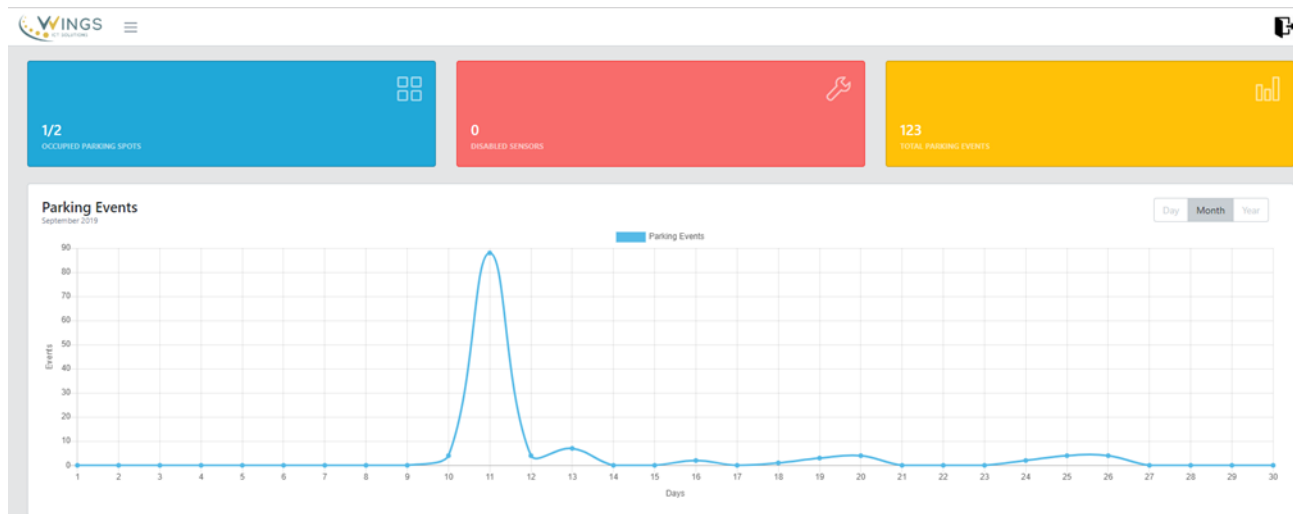 WINGS
ICT SOLUTIONS
1/2
OCCUPIED PARKING SPOTS
0
DISABLED SENSORS
123
TOTAL PARKING EVENTS
Parking Events
September 2019
Day Month Year
Parking Events
90
80
70
60
50
40
30
20
10
0
Events
1 2 3 4 5 6 7 8 9 10 11 12 13 14 15 16 17 18 19 20 21 22 23 24 25 26 27 28 29 30
Days